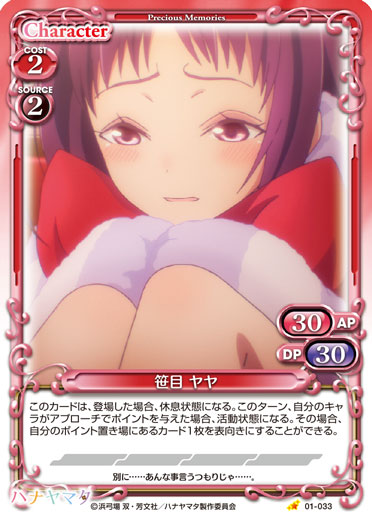 Precious Memories
Character
COST
2
SOURCE
2
30 AP
DP 30
笹目 ヤヤ
このカードは、登場した場合、休息状態になる。このターン、自分のキャ
ラがアプローチでポイントを与えた場合、活動状態になる。その場合、
自分のポイント置き場にあるカード1枚を表向きにすることができる。
別に……あんな事言うつもりじゃ……。
ハナヤマタ
©浜弓場 双・芳文社／ハナヤマタ製作委員会
01-033